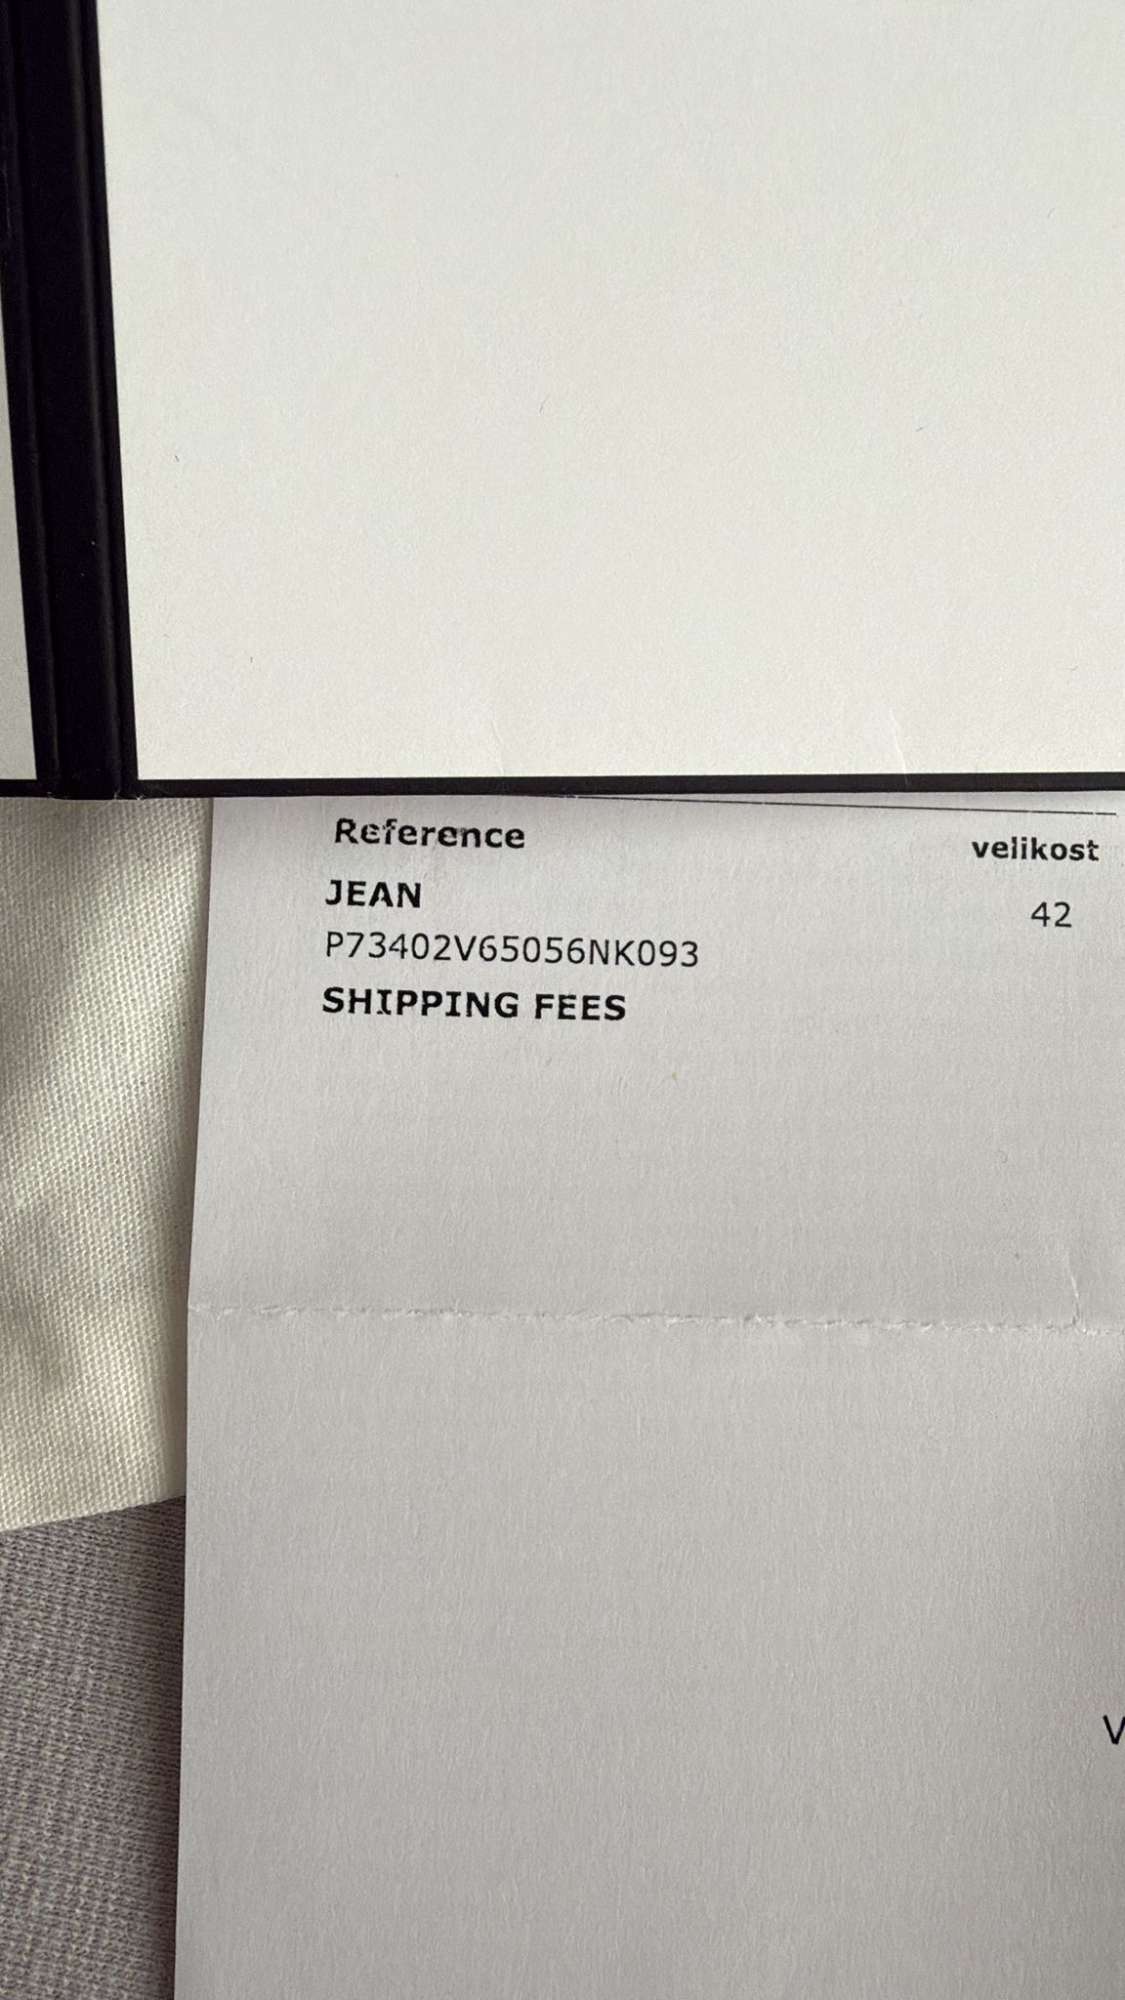 Reference velikost
JEAN 42
P73402V65056NK093
SHIPPING FEES
V